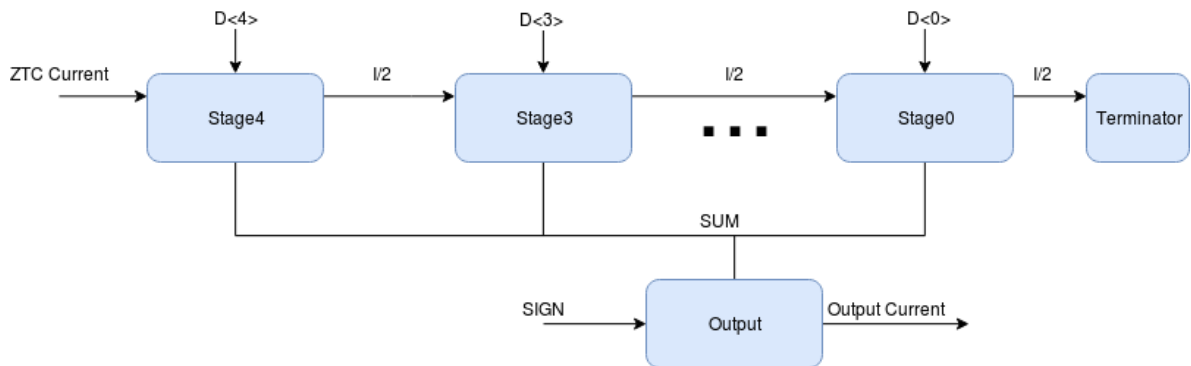 D<4>
D<3>
D<0>
ZTC Current
I/2
I/2
I/2
Stage4
Stage3
Stage0
Terminator
SUM
SIGN
Output
Output Current